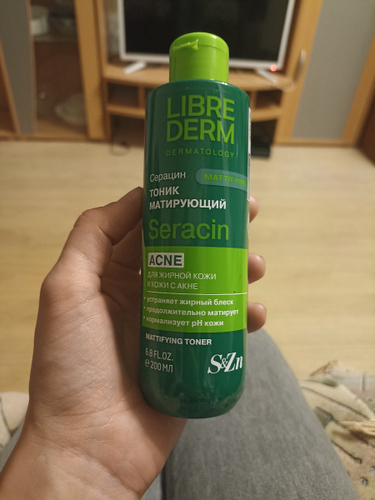 LIBRE
DERM
DERMATOLOGY
Серацин
ТОНИК
МАТИРУЮЩИЙ
Seracin
ACNE
ДЛЯ ЖИРНОЙ КОЖИ
И КОЖИ С АКНЕ
• устраняет жирный блеск
• продолжительно матирует
• нормализует pH кожи
MATTIFYING TONER
6.8 FL.OZ.
℮ 200 МЛ
S&Zn